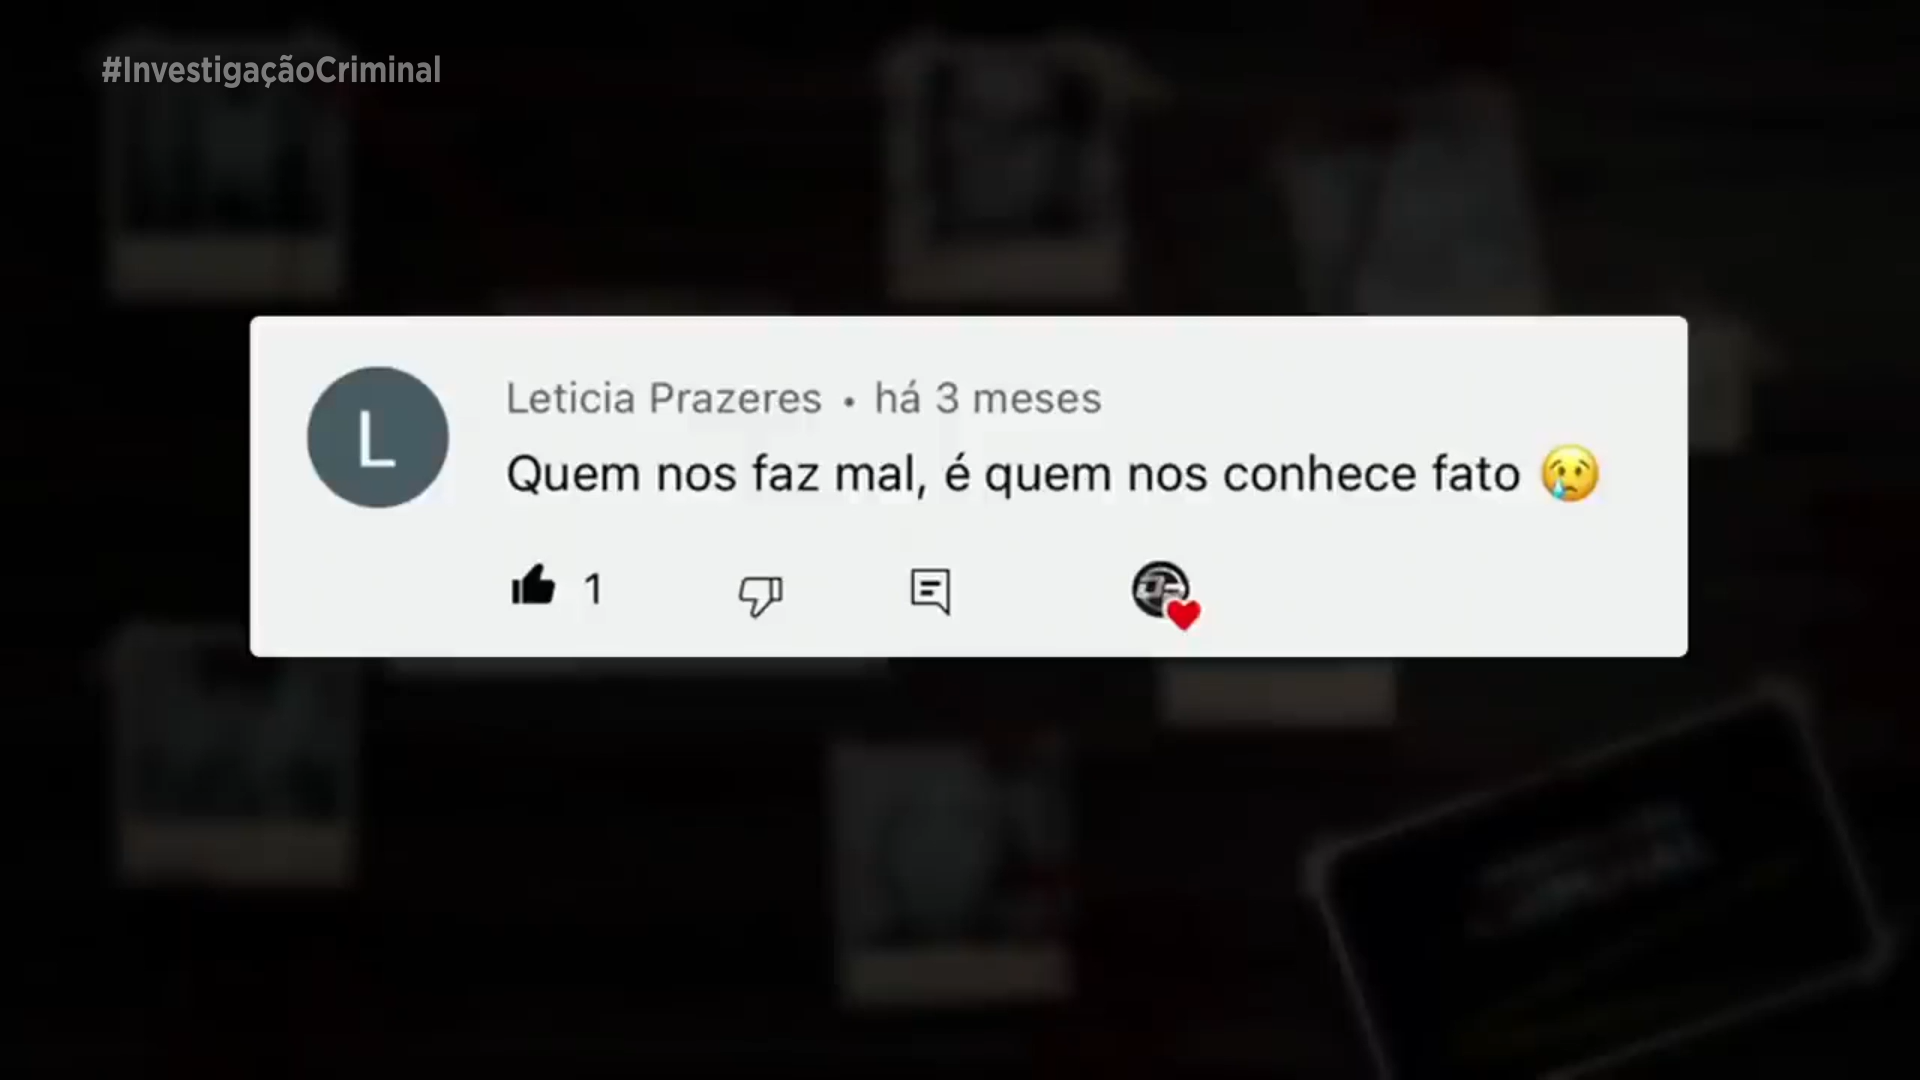 #InvestigaçãoCriminal
L
Leticia Prazeres • há 3 meses
Quem nos faz mal, é quem nos conhece fato 😢
1